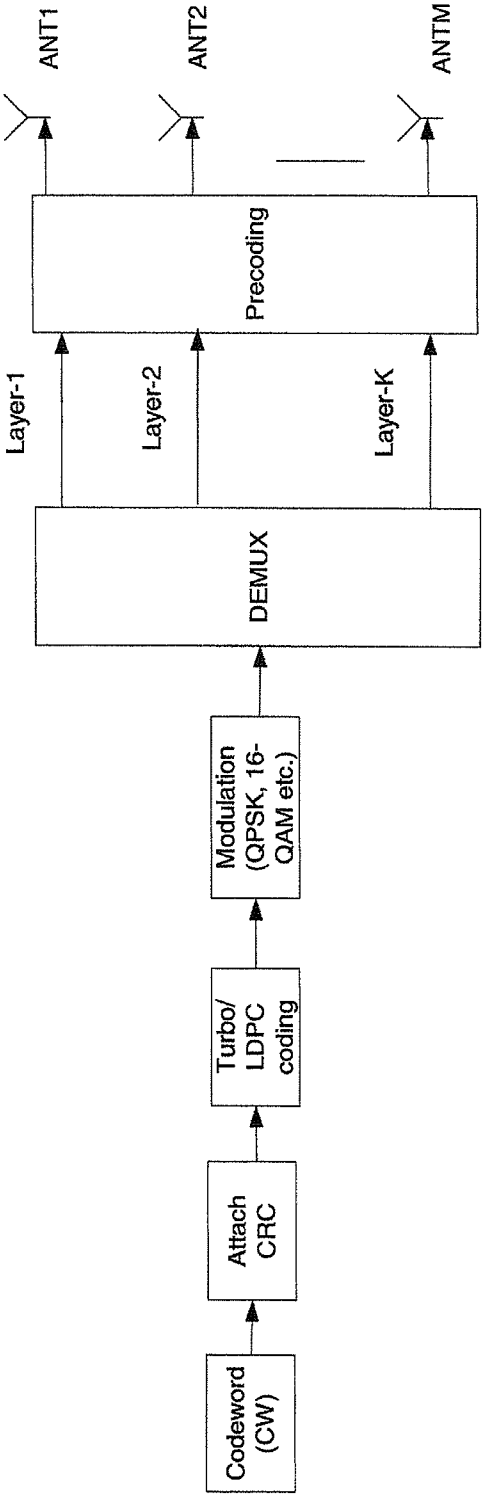 Codeword
(CW)
Attach
CRC
Turbo/
LDPC
coding
Modulation
(QPSK, 16-
QAM etc.)
DEMUX
Layer-1
Layer-2
Layer-K
Precoding
ANT1
ANT2
ANTM